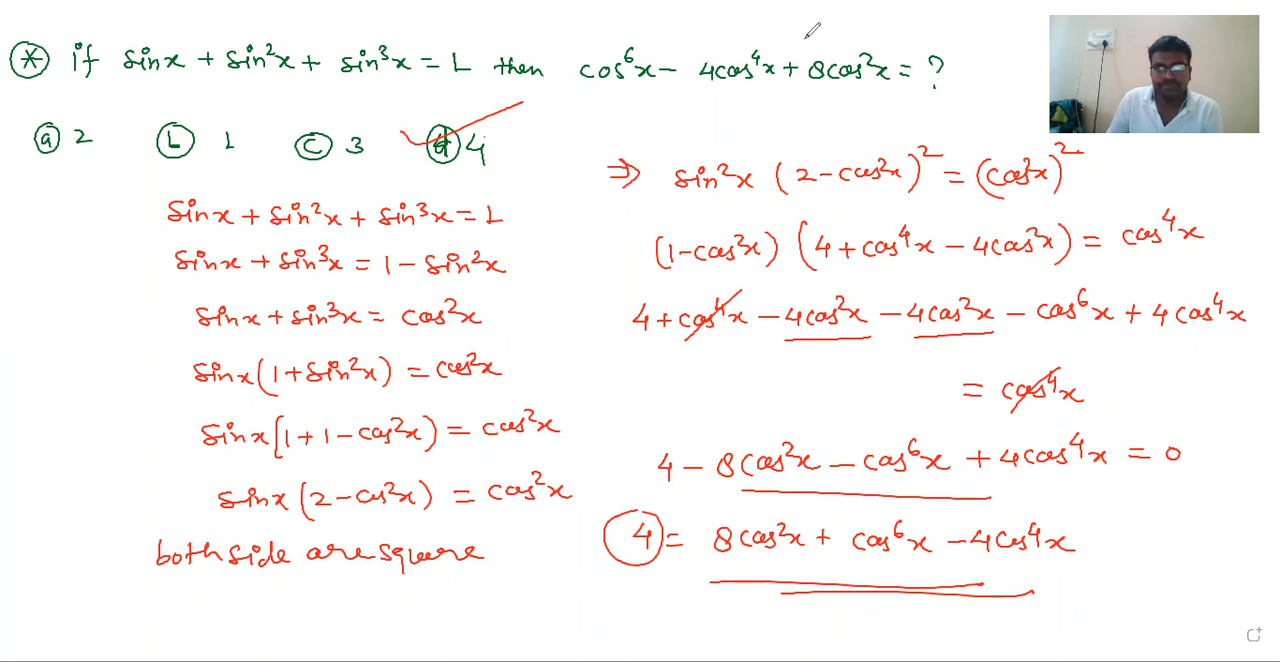 * if sinx + sin²x + sin³x = 1 then cos⁶x - 4cos⁴x + 8cos²x = ?
a 2 b 1 c 3 d 4
sinx + sin²x + sin³x = 1
sinx + sin³x = 1 - sin²x
sinx + sin³x = cos²x
sinx(1 + sin²x) = cos²x
sinx[1 + 1 - cos²x) = cos²x
sinx(2 - cos²x) = cos²x
both side are square
⇒ sin²x (2 - cos²x)² = (cos²x)²
(1 - cos²x) (4 + cos⁴x - 4cos²x) = cos⁴x
4 + cos⁴x - 4cos²x - 4cos²x - cos⁶x + 4cos⁴x
= cos⁴x
4 - 8cos²x - cos⁶x + 4cos⁴x = 0
4 = 8cos²x + cos⁶x - 4cos⁴x